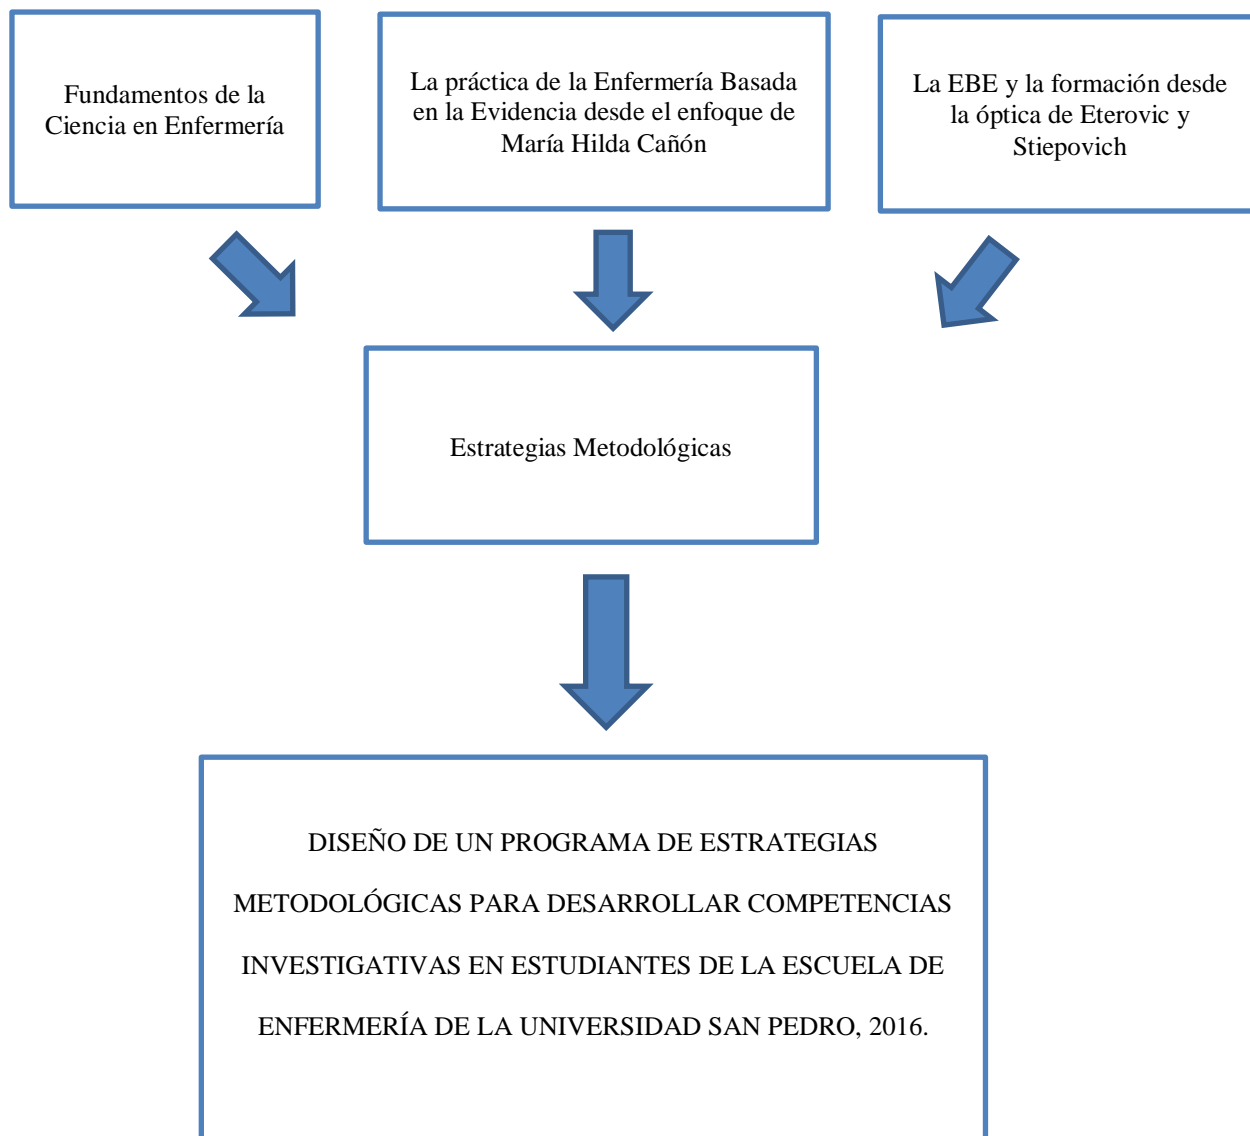 Fundamentos de la
Ciencia en Enfermería
La práctica de la Enfermería Basada
en la Evidencia desde el enfoque de
María Hilda Cañón
La EBE y la formación desde
la óptica de Eterovic y
Stiepovich
Estrategias Metodológicas
DISEÑO DE UN PROGRAMA DE ESTRATEGIAS
METODOLÓGICAS PARA DESARROLLAR COMPETENCIAS
INVESTIGATIVAS EN ESTUDIANTES DE LA ESCUELA DE
ENFERMERÍA DE LA UNIVERSIDAD SAN PEDRO, 2016.